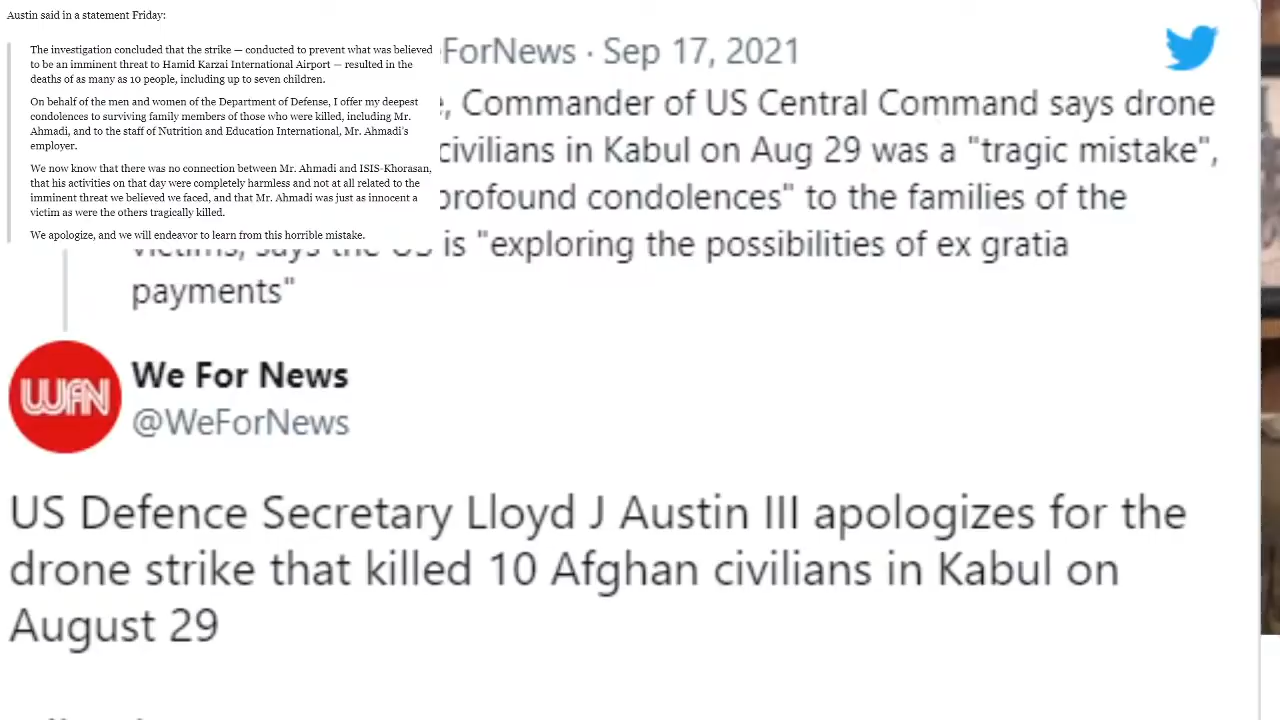 Austin said in a statement Friday:
The investigation concluded that the strike — conducted to prevent what was believed
to be an imminent threat to Hamid Karzai International Airport — resulted in the
deaths of as many as 10 people, including up to seven children.
On behalf of the men and women of the Department of Defense, I offer my deepest
condolences to surviving family members of those who were killed, including Mr.
Ahmadi, and to the staff of Nutrition and Education International, Mr. Ahmadi's
employer.
We now know that there was no connection between Mr. Ahmadi and ISIS-Khorasan,
that his activities on that day were completely harmless and not at all related to the
imminent threat we believed we faced, and that Mr. Ahmadi was just as innocent a
victim as were the others tragically killed.
We apologize, and we will endeavor to learn from this horrible mistake.
ForNews · Sep 17, 2021
, Commander of US Central Command says drone
civilians in Kabul on Aug 29 was a "tragic mistake",
profound condolences" to the families of the
victims, says the US is "exploring the possibilities of ex gratia
payments"
WFN
We For News
@WeForNews
US Defence Secretary Lloyd J Austin III apologizes for the
drone strike that killed 10 Afghan civilians in Kabul on
August 29